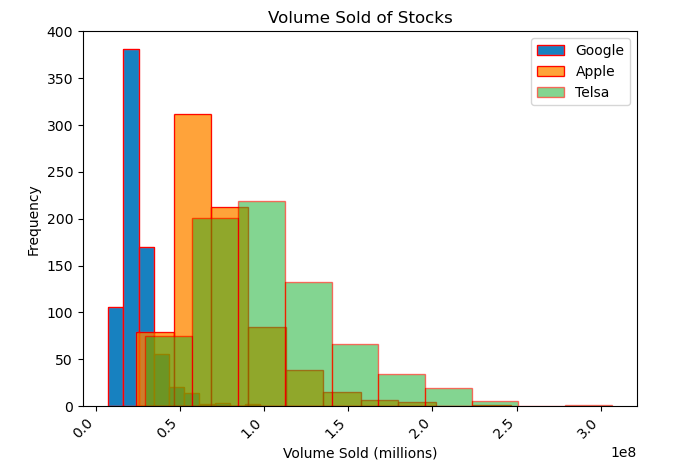 Volume Sold of Stocks
Google
Apple
Telsa
Frequency
400
350
300
250
200
150
100
50
0
0.0
0.5
1.0
1.5
2.0
2.5
3.0
1e8
Volume Sold (millions)